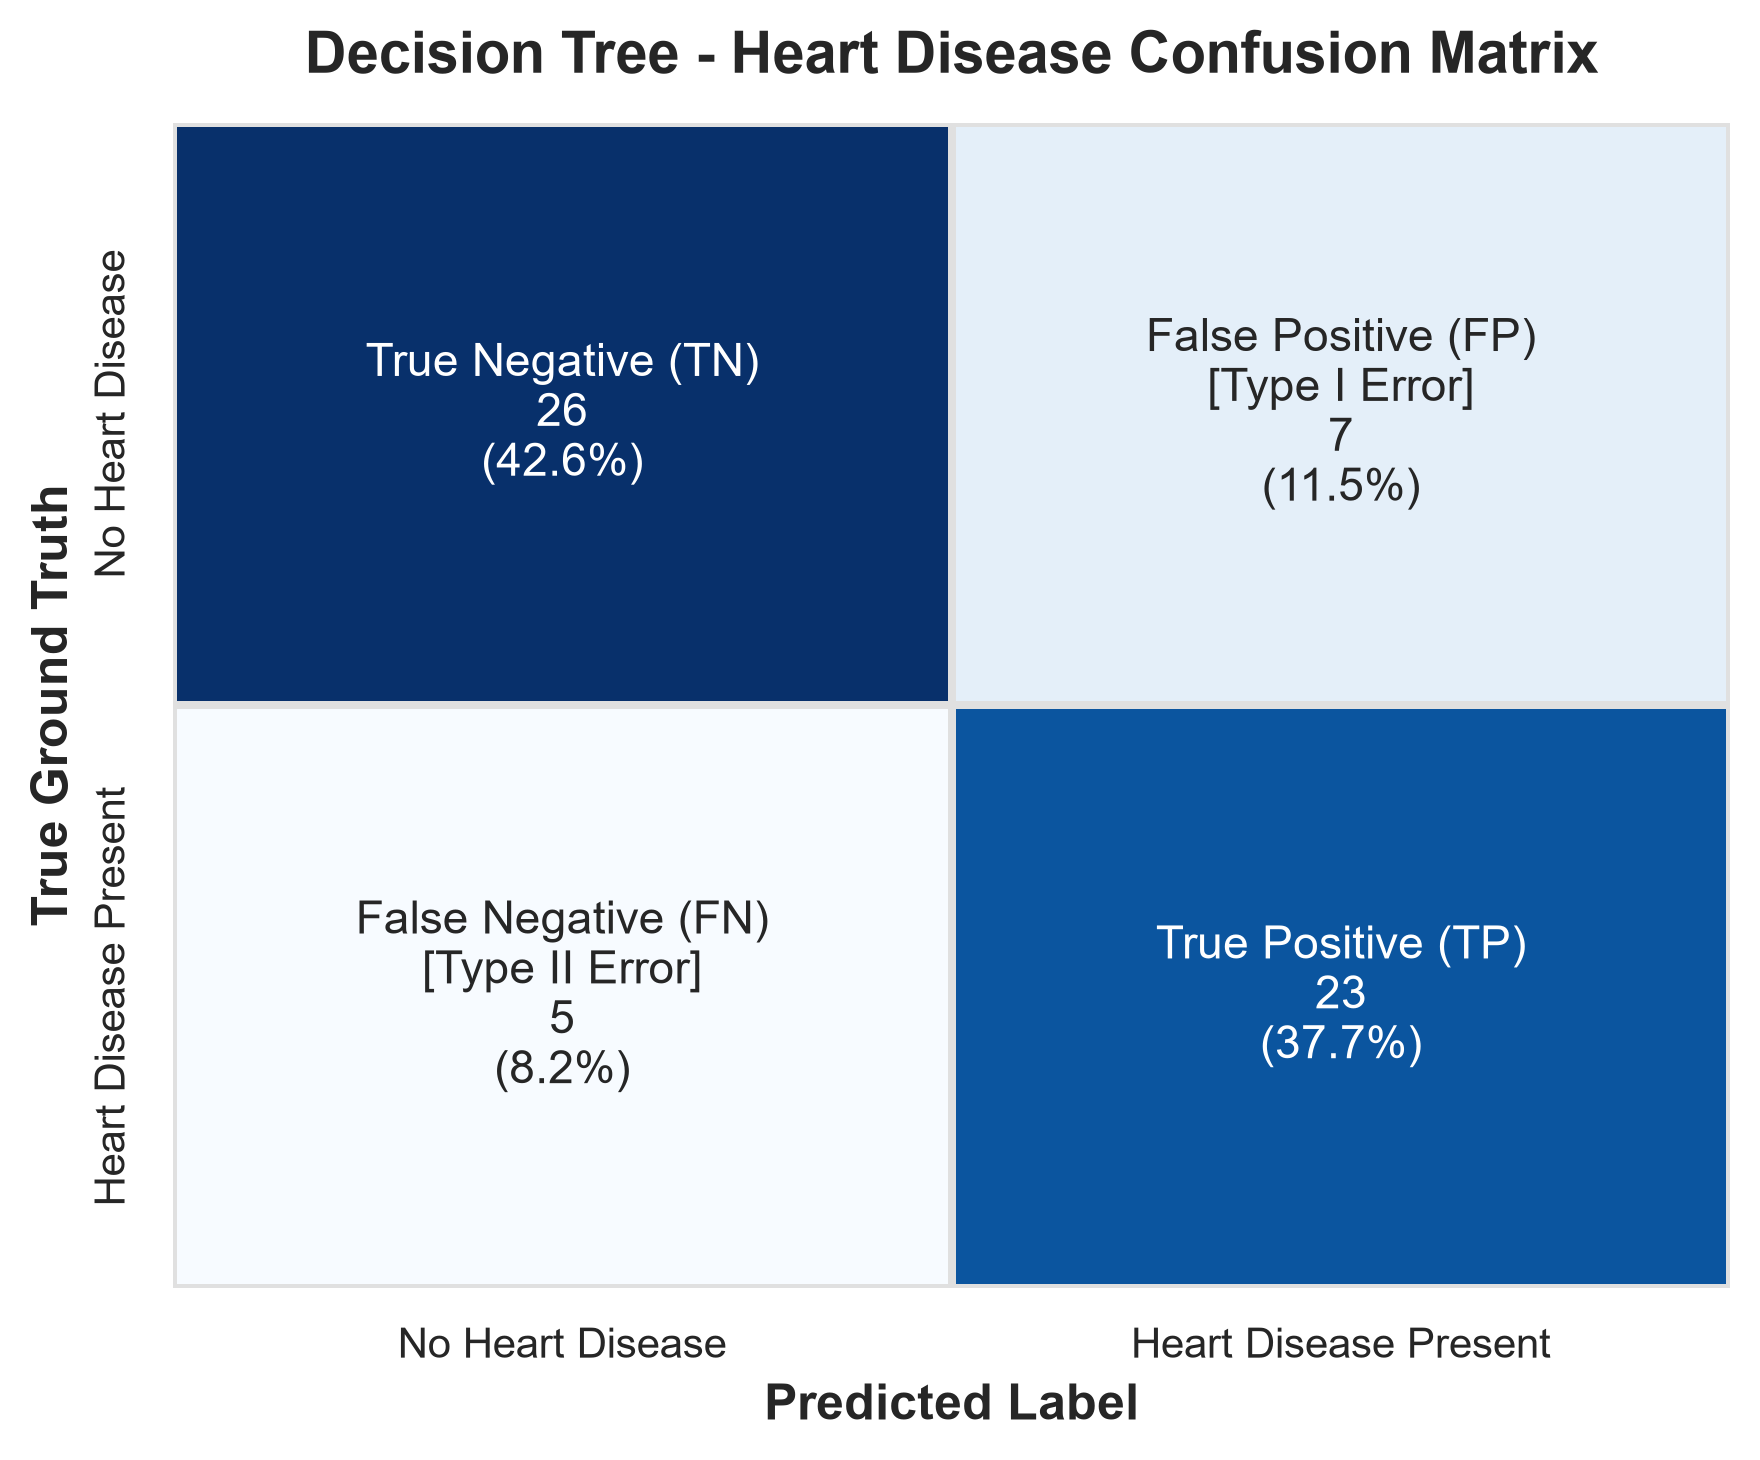 Decision Tree - Heart Disease Confusion Matrix
True Ground Truth
No Heart Disease
True Negative (TN)
26
(42.6%)
False Positive (FP)
[Type I Error]
7
(11.5%)
Heart Disease Present
False Negative (FN)
[Type II Error]
5
(8.2%)
True Positive (TP)
23
(37.7%)
No Heart Disease
Heart Disease Present
Predicted Label